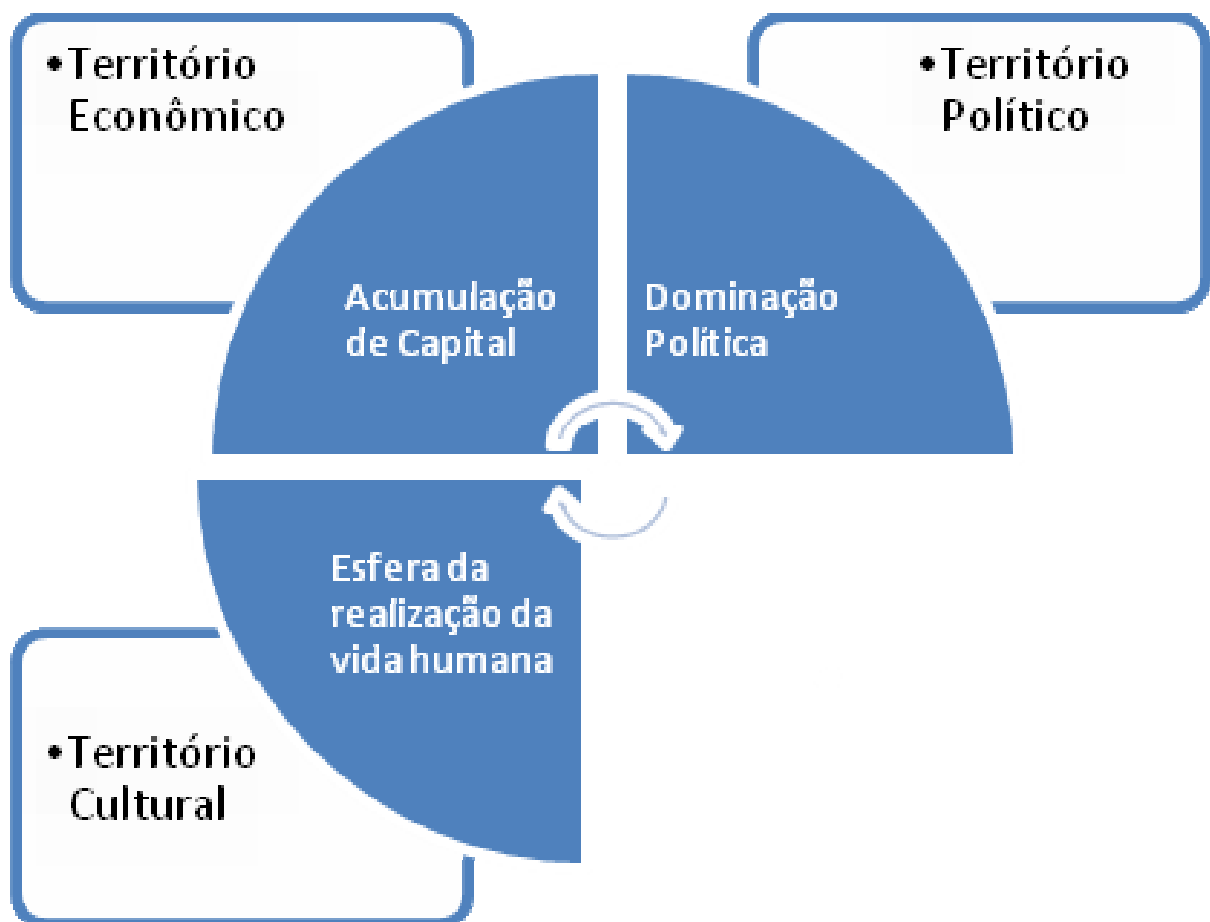 •Território
Econômico
•Território
Político
Acumulação
de Capital
Dominação
Política
Esfera da
realização da
vida humana
•Território
Cultural